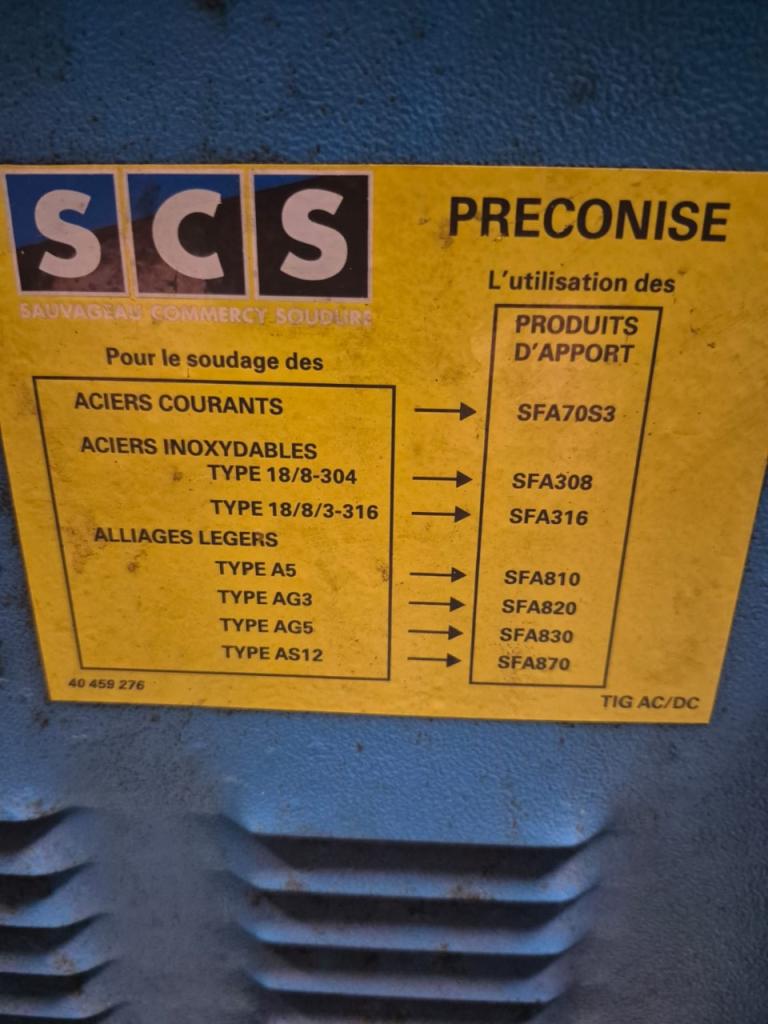 SCS
SAUVAGEAU COMMERCY SOUDURE
PRECONISE
L'utilisation des
PRODUITS
D'APPORT
Pour le soudage des
ACIERS COURANTS → SFA70S3
ACIERS INOXYDABLES
TYPE 18/8-304 → SFA308
TYPE 18/8/3-316 → SFA316
ALLIAGES LEGERS
TYPE A5 → SFA810
TYPE AG3 → SFA820
TYPE AG5 → SFA830
TYPE AS12 → SFA870
40 459 276
TIG AC/DC